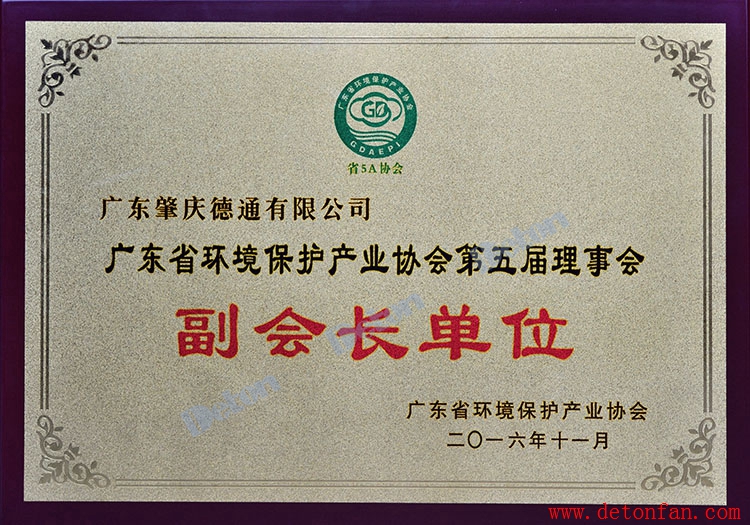 广东省环境保护产业协会
GDAEPI
省5A协会
广东肇庆德通有限公司
广东省环境保护产业协会第五届理事会
副会长单位
Deton Deton Deton
广东省环境保护产业协会
二〇一六年十一月
www.detonfan.com